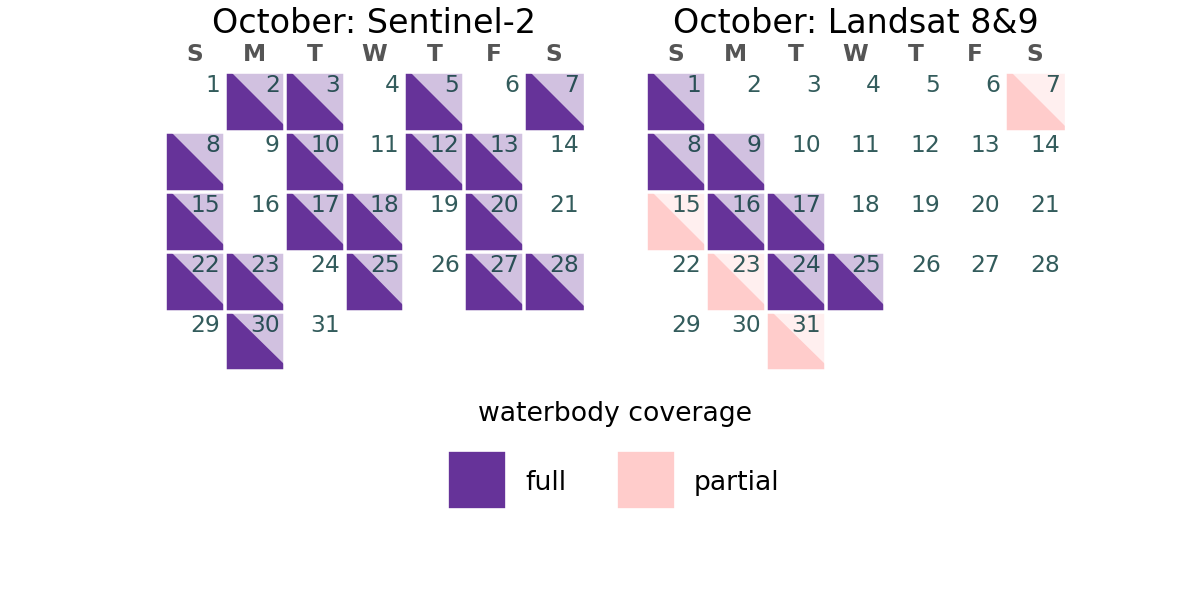 October: Sentinel-2
S M T W T F S
1 2 3 4 5 6 7
8 9 10 11 12 13 14
15 16 17 18 19 20 21
22 23 24 25 26 27 28
29 30 31
October: Landsat 8&9
S M T W T F S
1 2 3 4 5 6 7
8 9 10 11 12 13 14
15 16 17 18 19 20 21
22 23 24 25 26 27 28
29 30 31
waterbody coverage
full partial